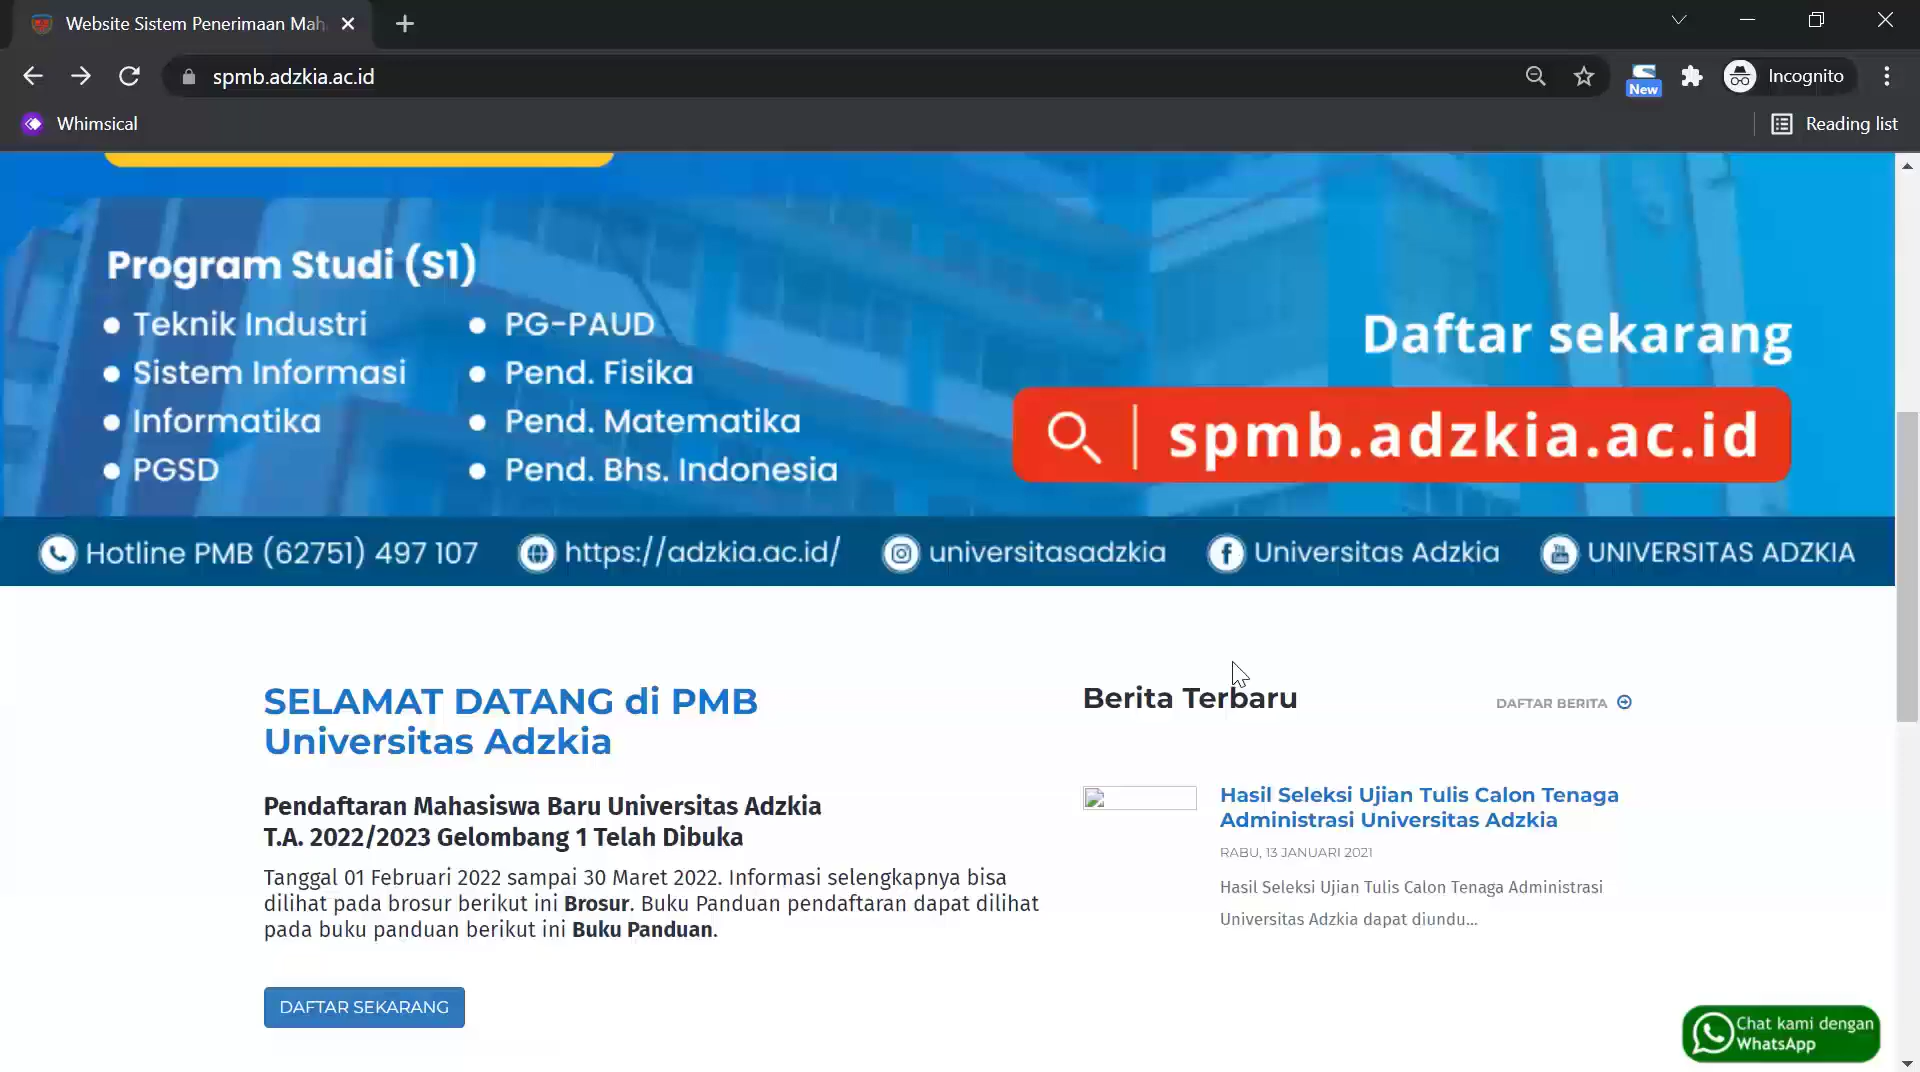 Website Sistem Penerimaan Mah
spmb.adzkia.ac.id
New
Incognito
Whimsical
Reading list
Program Studi (S1)
Teknik Industri
Sistem Informasi
Informatika
PGSD
PG-PAUD
Pend. Fisika
Pend. Matematika
Pend. Bhs. Indonesia
Daftar sekarang
spmb.adzkia.ac.id
Hotline PMB (62751) 497 107
https://adzkia.ac.id/
universitasadzkia
Universitas Adzkia
UNIVERSITAS ADZKIA
SELAMAT DATANG di PMB
Universitas Adzkia
Pendaftaran Mahasiswa Baru Universitas Adzkia
T.A. 2022/2023 Gelombang 1 Telah Dibuka
Tanggal 01 Februari 2022 sampai 30 Maret 2022. Informasi selengkapnya bisa
dilihat pada brosur berikut ini Brosur. Buku Panduan pendaftaran dapat dilihat
pada buku panduan berikut ini Buku Panduan.
DAFTAR SEKARANG
Berita Terbaru
DAFTAR BERITA
Hasil Seleksi Ujian Tulis Calon Tenaga
Administrasi Universitas Adzkia
RABU, 13 JANUARI 2021
Hasil Seleksi Ujian Tulis Calon Tenaga Administrasi
Universitas Adzkia dapat diundu...
Chat kami dengan
WhatsApp